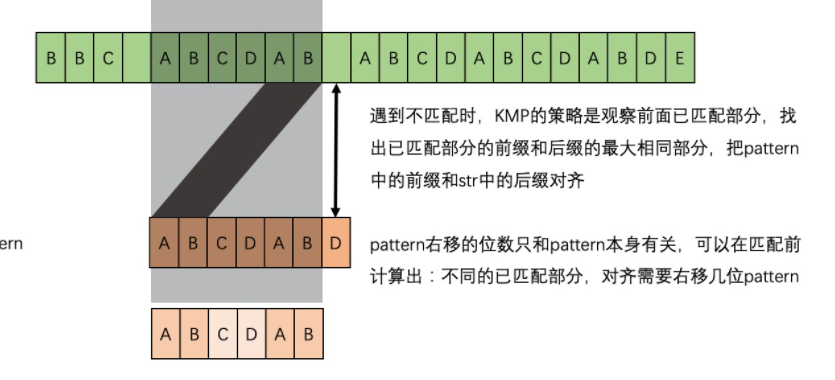 B B C A B C D A B A B C D A B C D A B D E
遇到不匹配时，KMP的策略是观察前面已匹配部分，找
出已匹配部分的前缀和后缀的最大相同部分，把pattern
中的前缀和str中的后缀对齐
ern
A B C D A B D
pattern右移的位数只和pattern本身有关，可以在匹配前
计算出：不同的已匹配部分，对齐需要右移几位pattern
A B C D A B